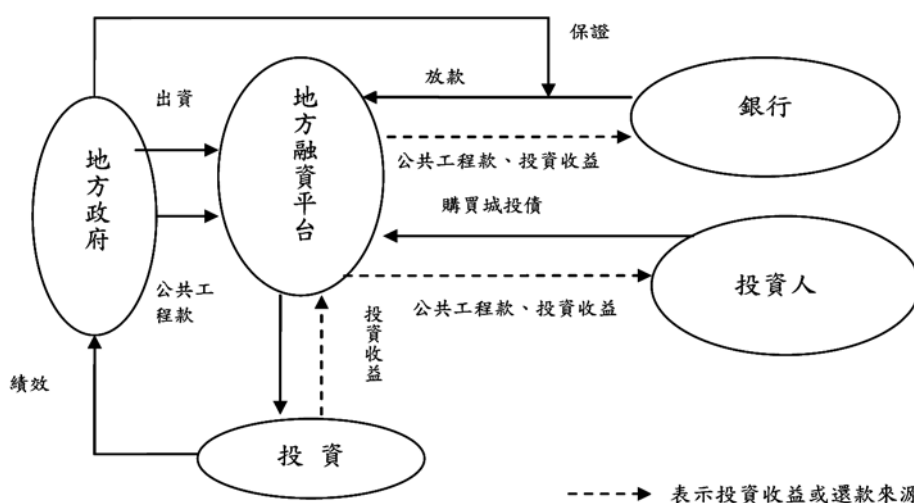 保證
出資
放款
地方政府
地方融資平台
銀行
公共工程款、投資收益
購買城投債
公共工
程款
投資人
公共工程款、投資收益
投資收益
績效
投 資
表示投資收益或還款來源